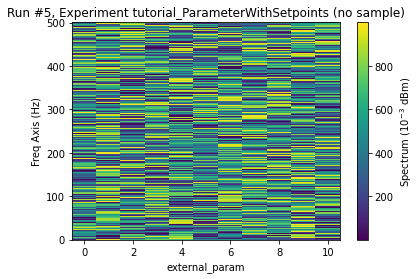 Run #5, Experiment tutorial_ParameterWithSetpoints (no sample)
500
400
300
200
100
0
Freq Axis (Hz)
0 2 4 6 8 10
external_param
800
600
400
200
Spectrum (10⁻³ dBm)